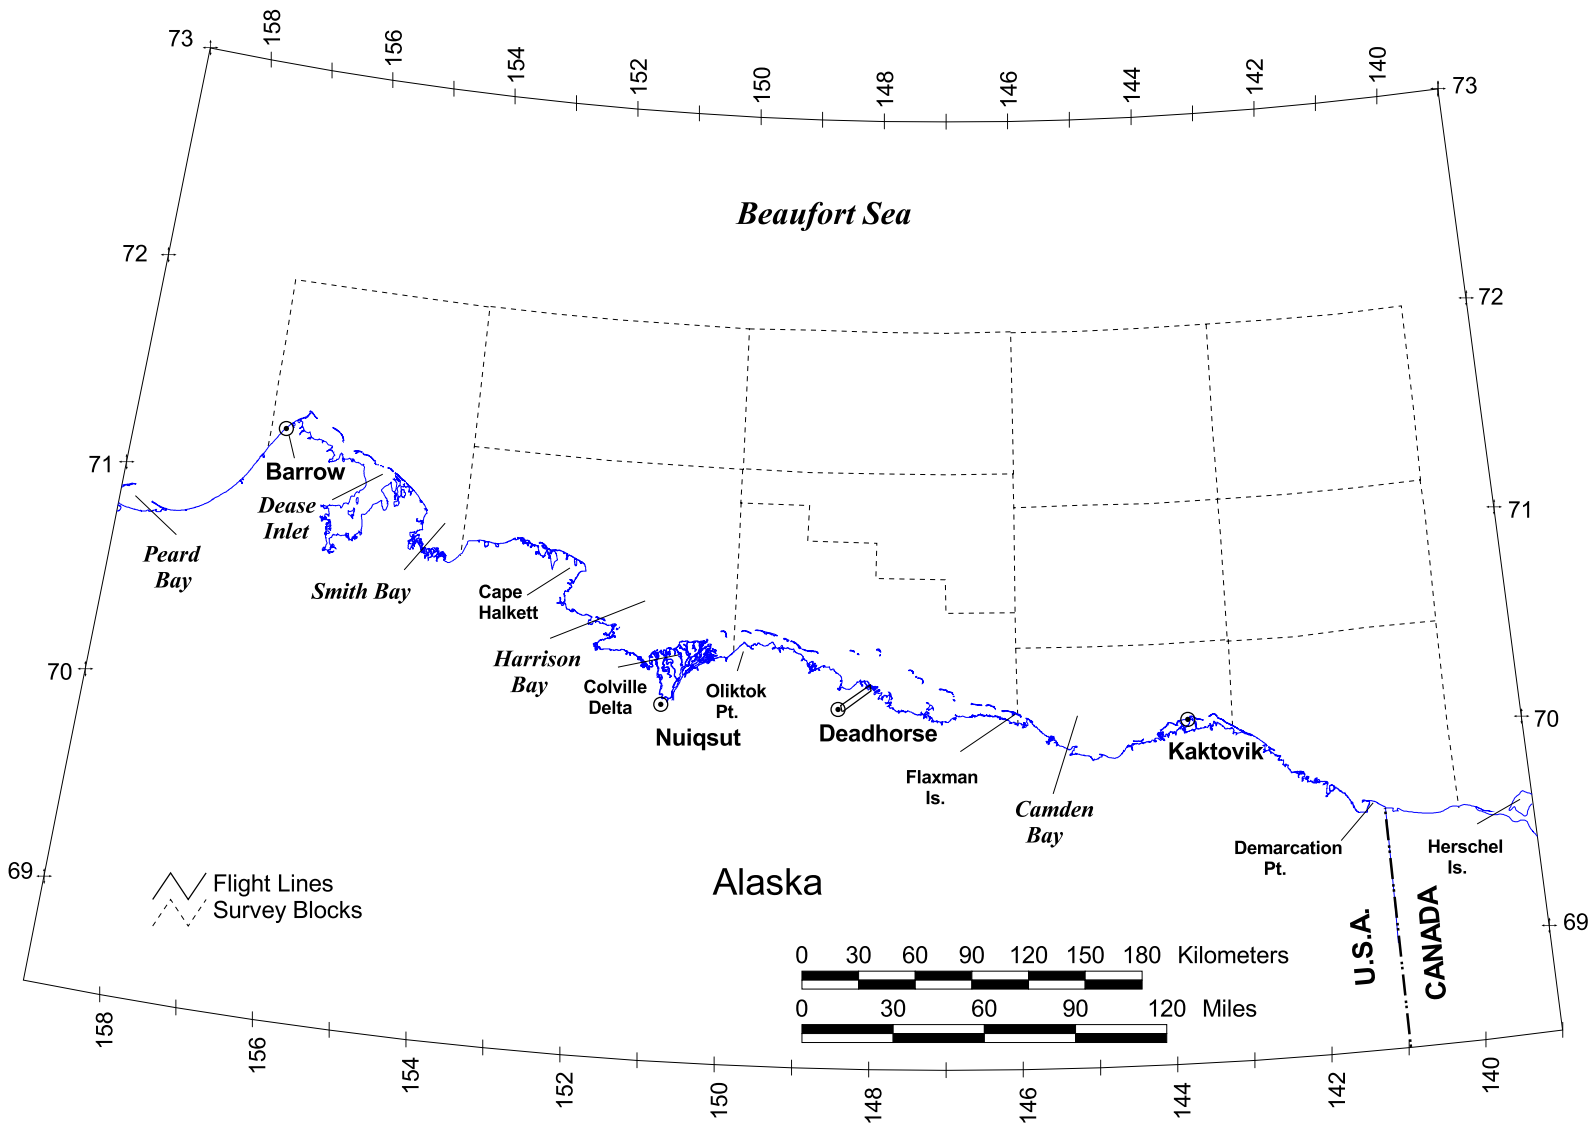 158
156
154
152
150
148
146
144
142
140
73
73
Beaufort Sea
72
72
71
71
Barrow
Dease
Inlet
Peard
Bay
Smith Bay
Cape
Halkett
Harrison
Bay
Colville
Delta
Nuiqsut
Oliktok
Pt.
Deadhorse
Flaxman
Is.
Camden
Bay
Kaktovik
Demarcation
Pt.
Herschel
Is.
70
70
69
69
Alaska
U.S.A.
CANADA
Flight Lines
Survey Blocks
0 30 60 90 120 150 180 Kilometers
0 30 60 90 120 Miles
158
156
154
152
150
148
146
144
142
140